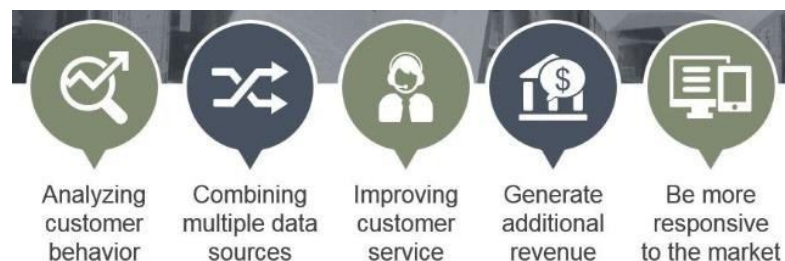 Analyzing
customer
behavior
Combining
multiple data
sources
Improving
customer
service
Generate
additional
revenue
Be more
responsive
to the market
$